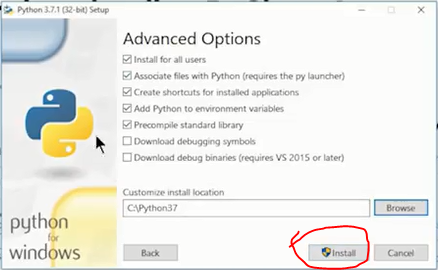 Python 3.7.1 (32-bit) Setup
Advanced Options
Install for all users
Associate files with Python (requires the py launcher)
Create shortcuts for installed applications
Add Python to environment variables
Precompile standard library
Download debugging symbols
Download debug binaries (requires VS 2015 or later)
Customize install location
C:\Python37
Browse
python
for
windows
Back
Install
Cancel